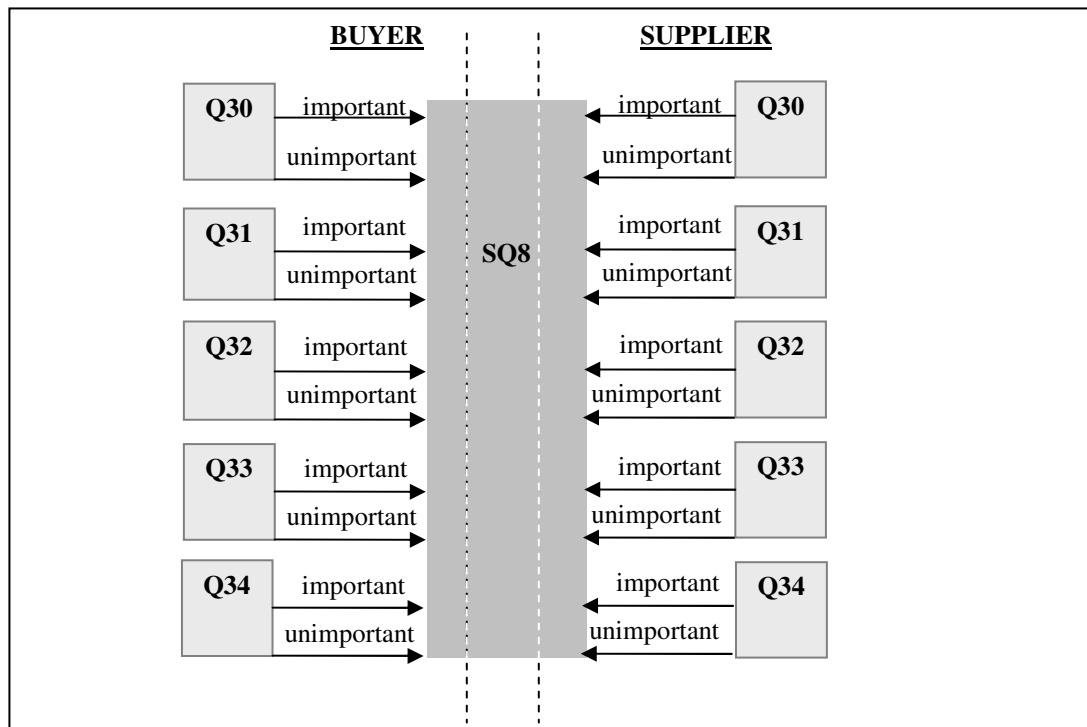 BUYER SUPPLIER
Q30 important important Q30
unimportant unimportant
Q31 important important Q31
unimportant SQ8 unimportant
Q32 important important Q32
unimportant unimportant
Q33 important important Q33
unimportant unimportant
Q34 important important Q34
unimportant unimportant